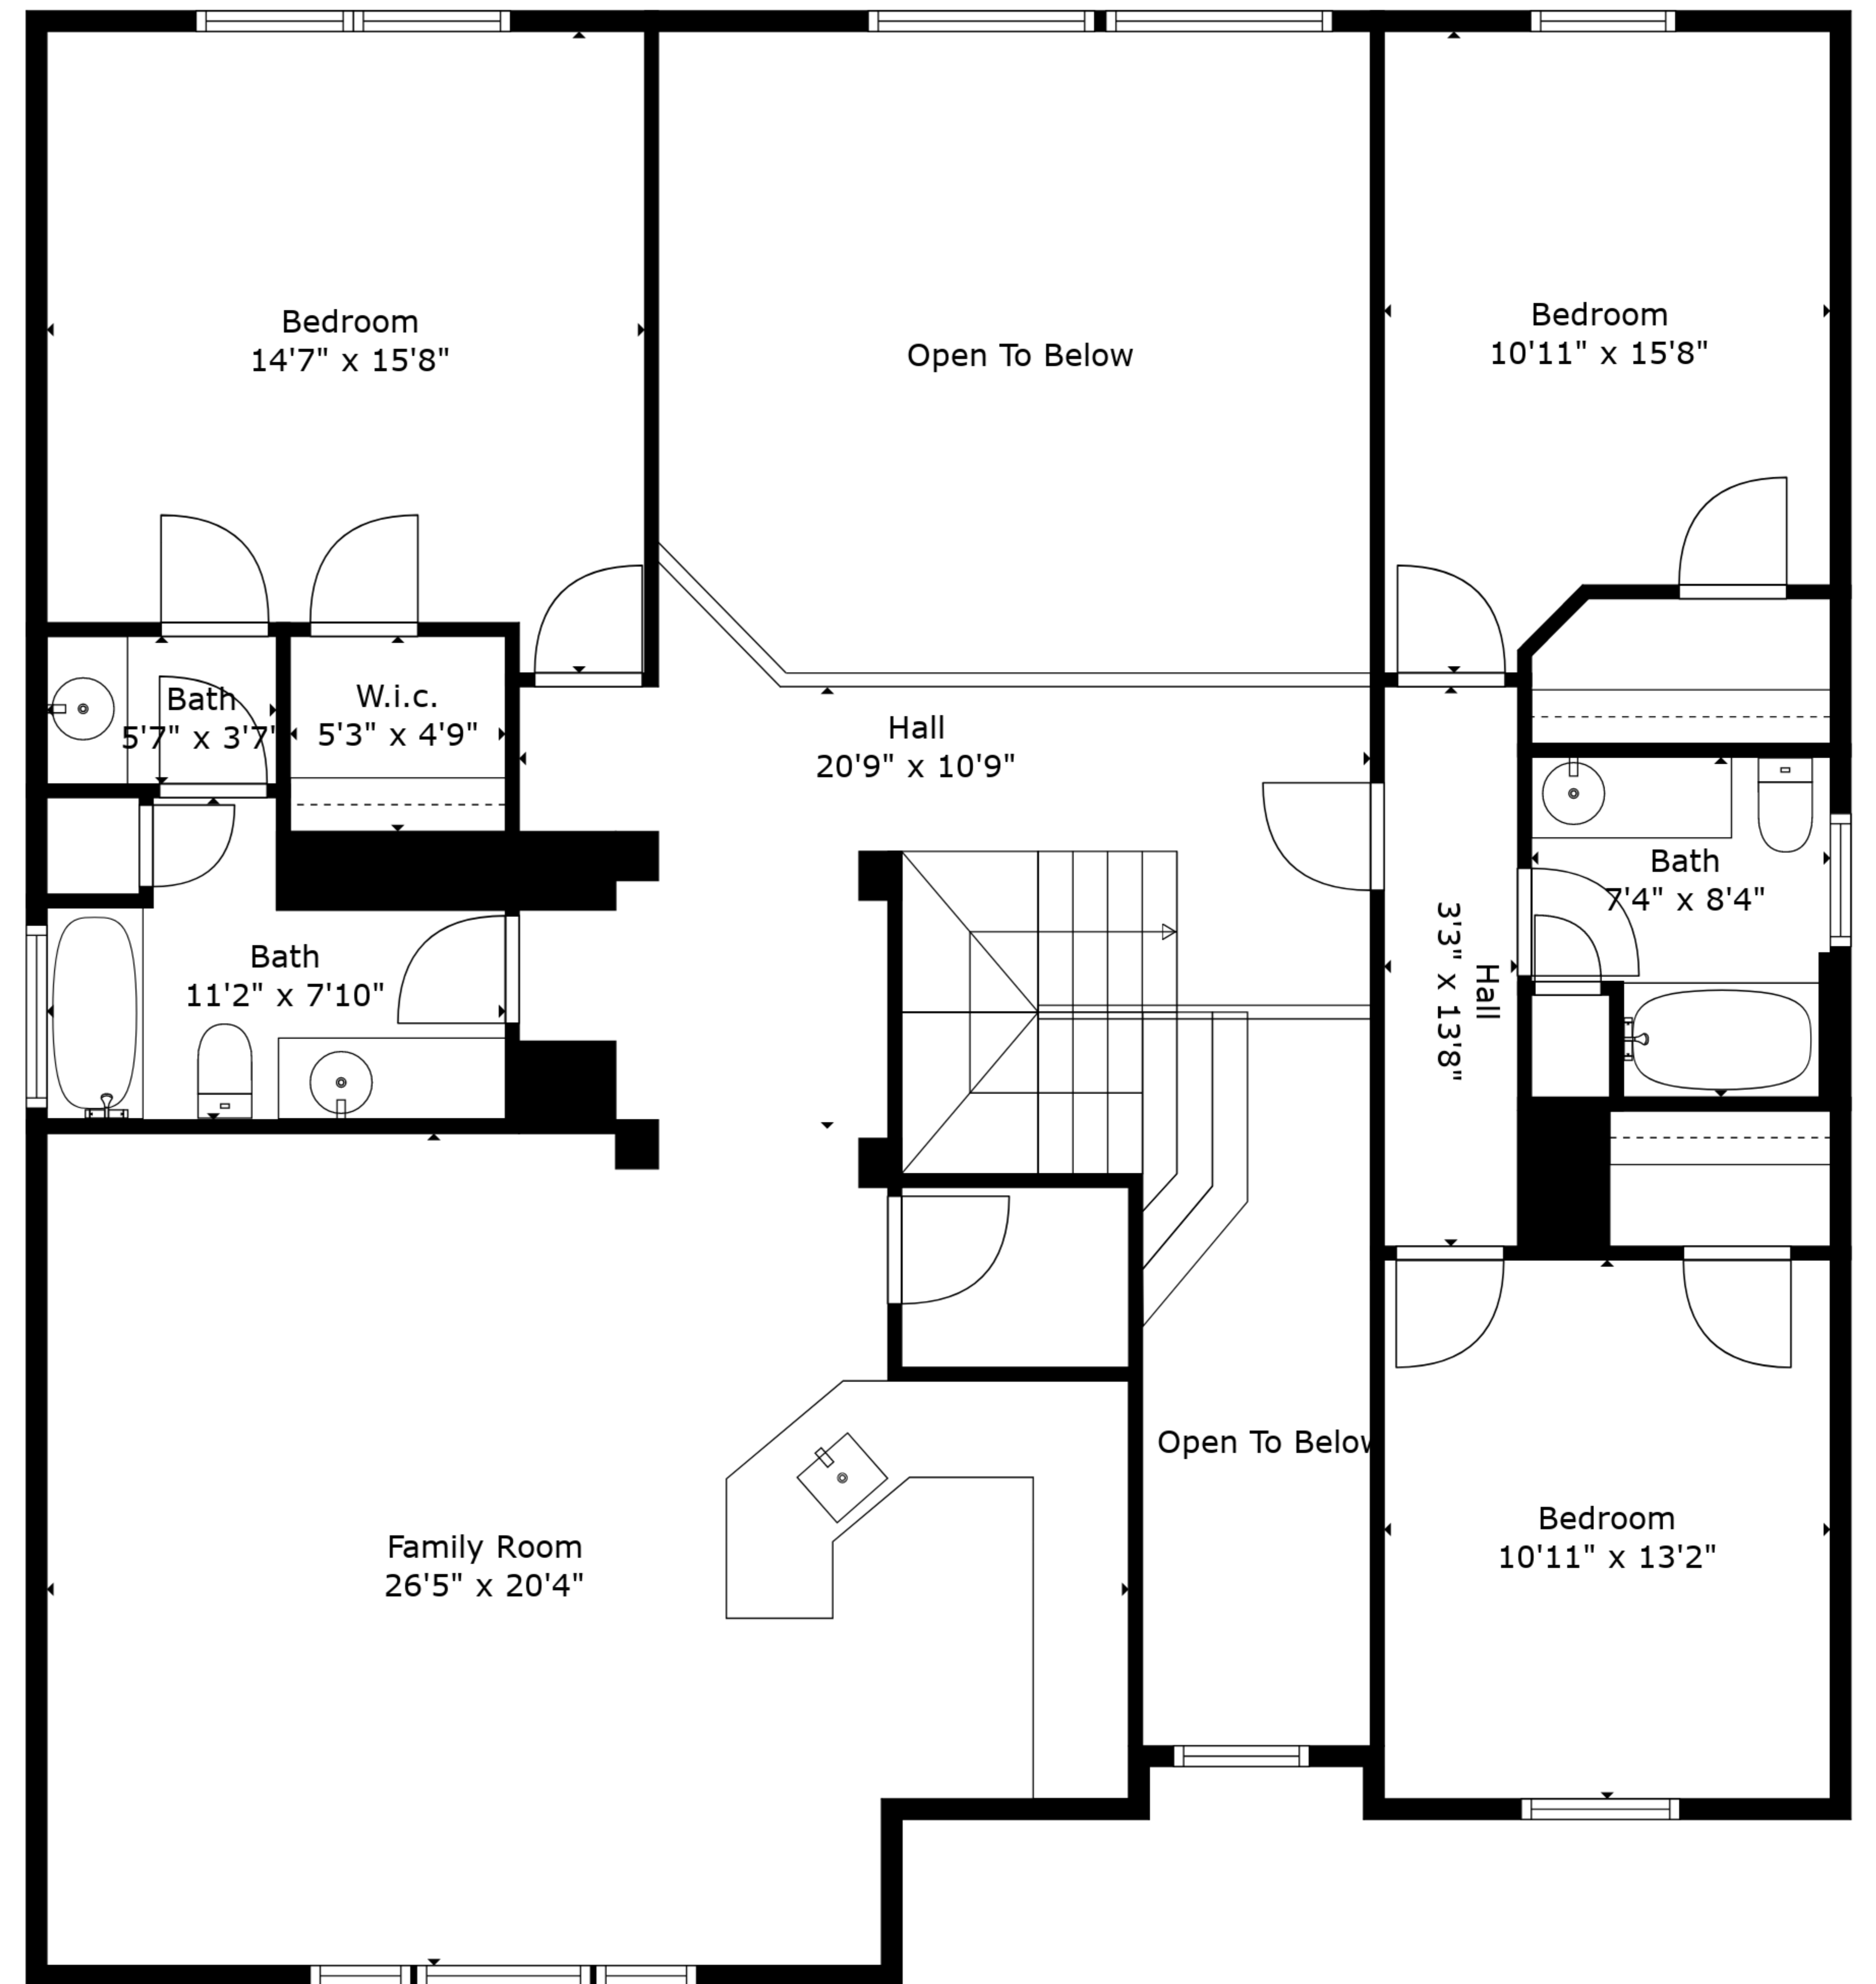 Bedroom
14'7" x 15'8"
Open To Below
Bedroom
10'11" x 15'8"
Bath
5'7" x 3'7"
W.i.c.
5'3" x 4'9"
Hall
20'9" x 10'9"
Bath
7'4" x 8'4"
Bath
11'2" x 7'10"
Hall
3'3" x 13'8"
Open To Below
Bedroom
10'11" x 13'2"
Family Room
26'5" x 20'4"